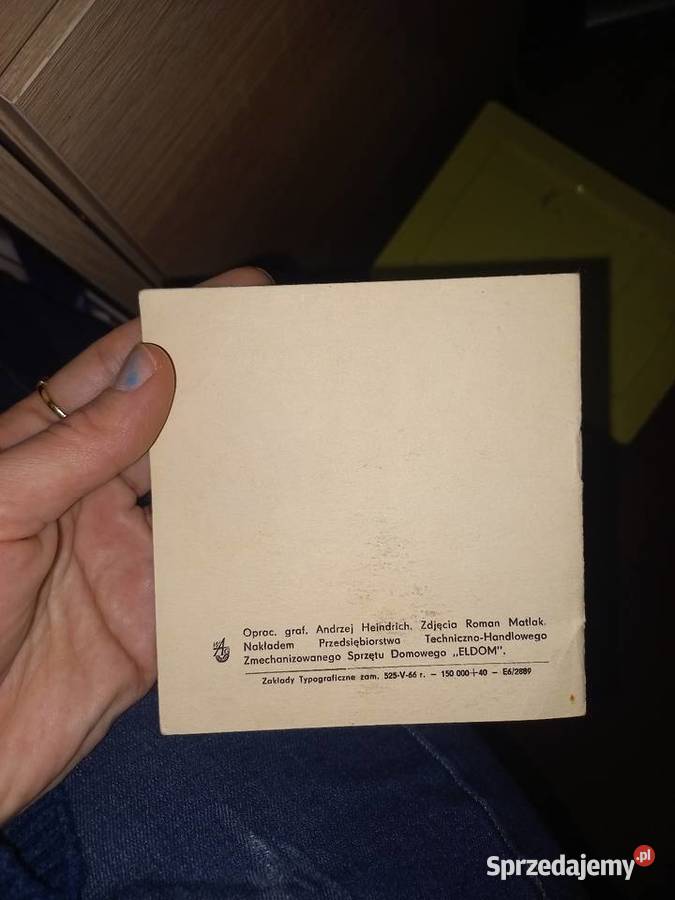 Oprac. graf. Andrzej Heindrich. Zdjęcia Roman Matlak.
Nakładem Przedsiębiorstwa Techniczno-Handlowego
Zmechanizowanego Sprzętu Domowego „ELDOM".
Zakłady Typograficzne zam. 525-V-66 r. – 150 000+40 – E6/2889
Sprzedajemy.pl